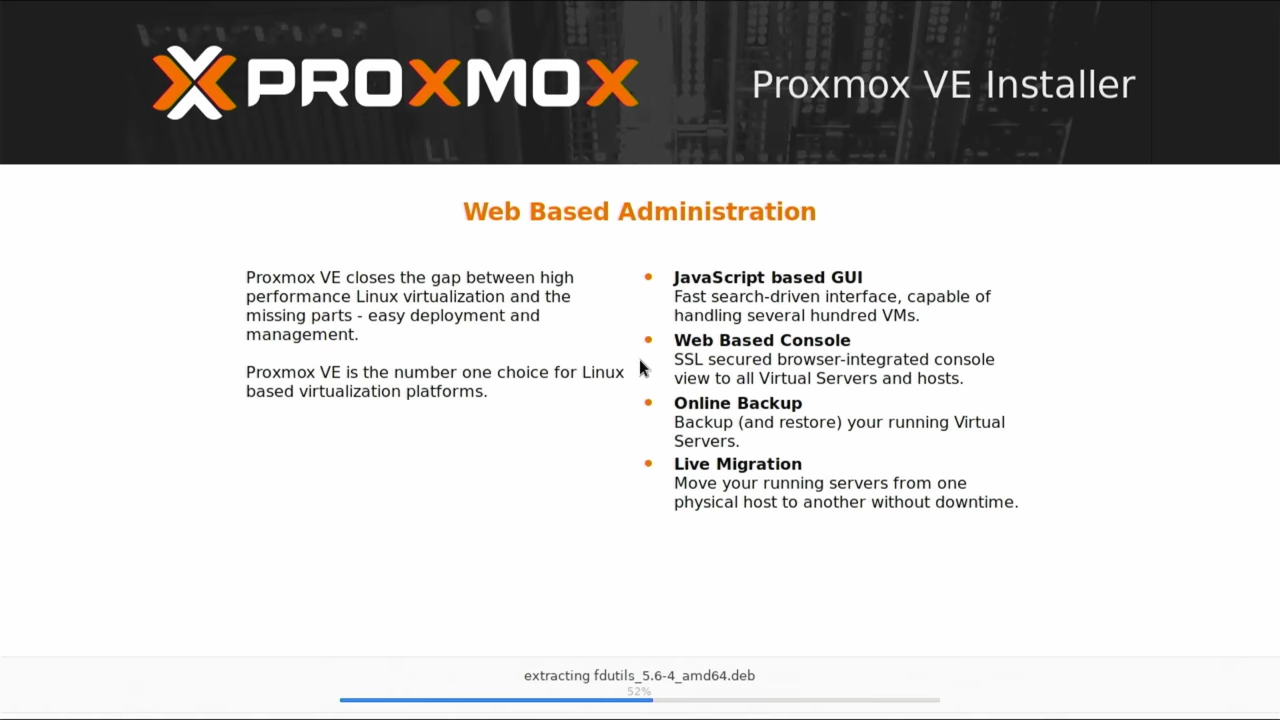 PROXMOX
Proxmox VE Installer
Web Based Administration
Proxmox VE closes the gap between high
performance Linux virtualization and the
missing parts - easy deployment and
management.
Proxmox VE is the number one choice for Linux
based virtualization platforms.
JavaScript based GUI
Fast search-driven interface, capable of
handling several hundred VMs.
Web Based Console
SSL secured browser-integrated console
view to all Virtual Servers and hosts.
Online Backup
Backup (and restore) your running Virtual
Servers.
Live Migration
Move your running servers from one
physical host to another without downtime.
extracting fdutils_5.6-4_amd64.deb
52%